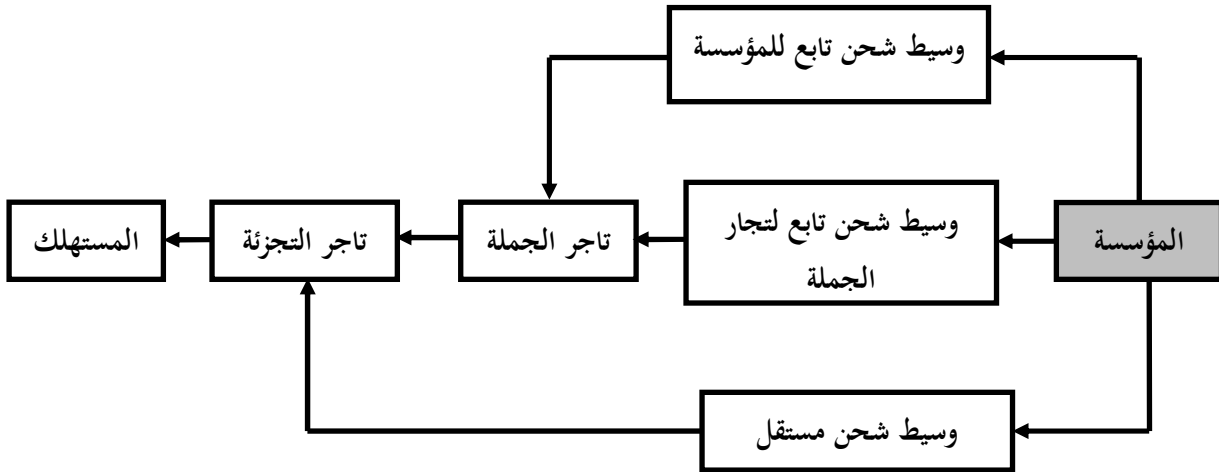 وسيط شحن تابع للمؤسسة
المؤسسة
وسيط شحن تابع لتجار
الجملة
تاجر الجملة
تاجر التجزئة
المستهلك
وسيط شحن مستقل